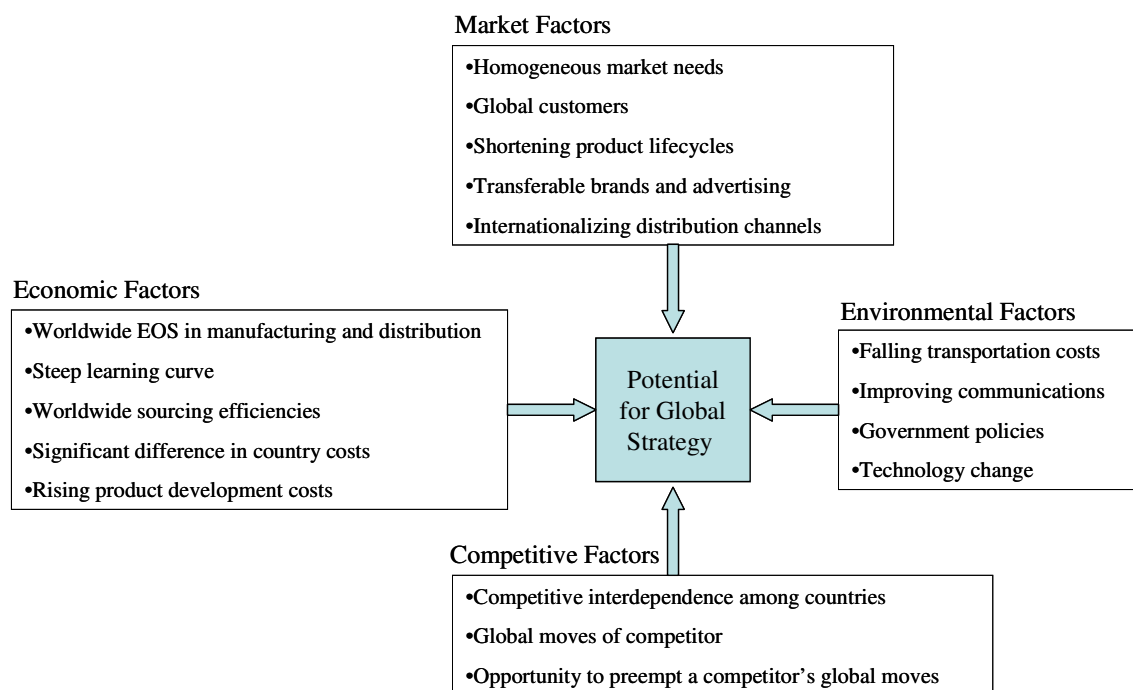 Market Factors
•Homogeneous market needs
•Global customers
•Shortening product lifecycles
•Transferable brands and advertising
•Internationalizing distribution channels
Economic Factors
•Worldwide EOS in manufacturing and distribution
•Steep learning curve
•Worldwide sourcing efficiencies
•Significant difference in country costs
•Rising product development costs
Potential
for Global
Strategy
Environmental Factors
•Falling transportation costs
•Improving communications
•Government policies
•Technology change
Competitive Factors
•Competitive interdependence among countries
•Global moves of competitor
•Opportunity to preempt a competitor’s global moves